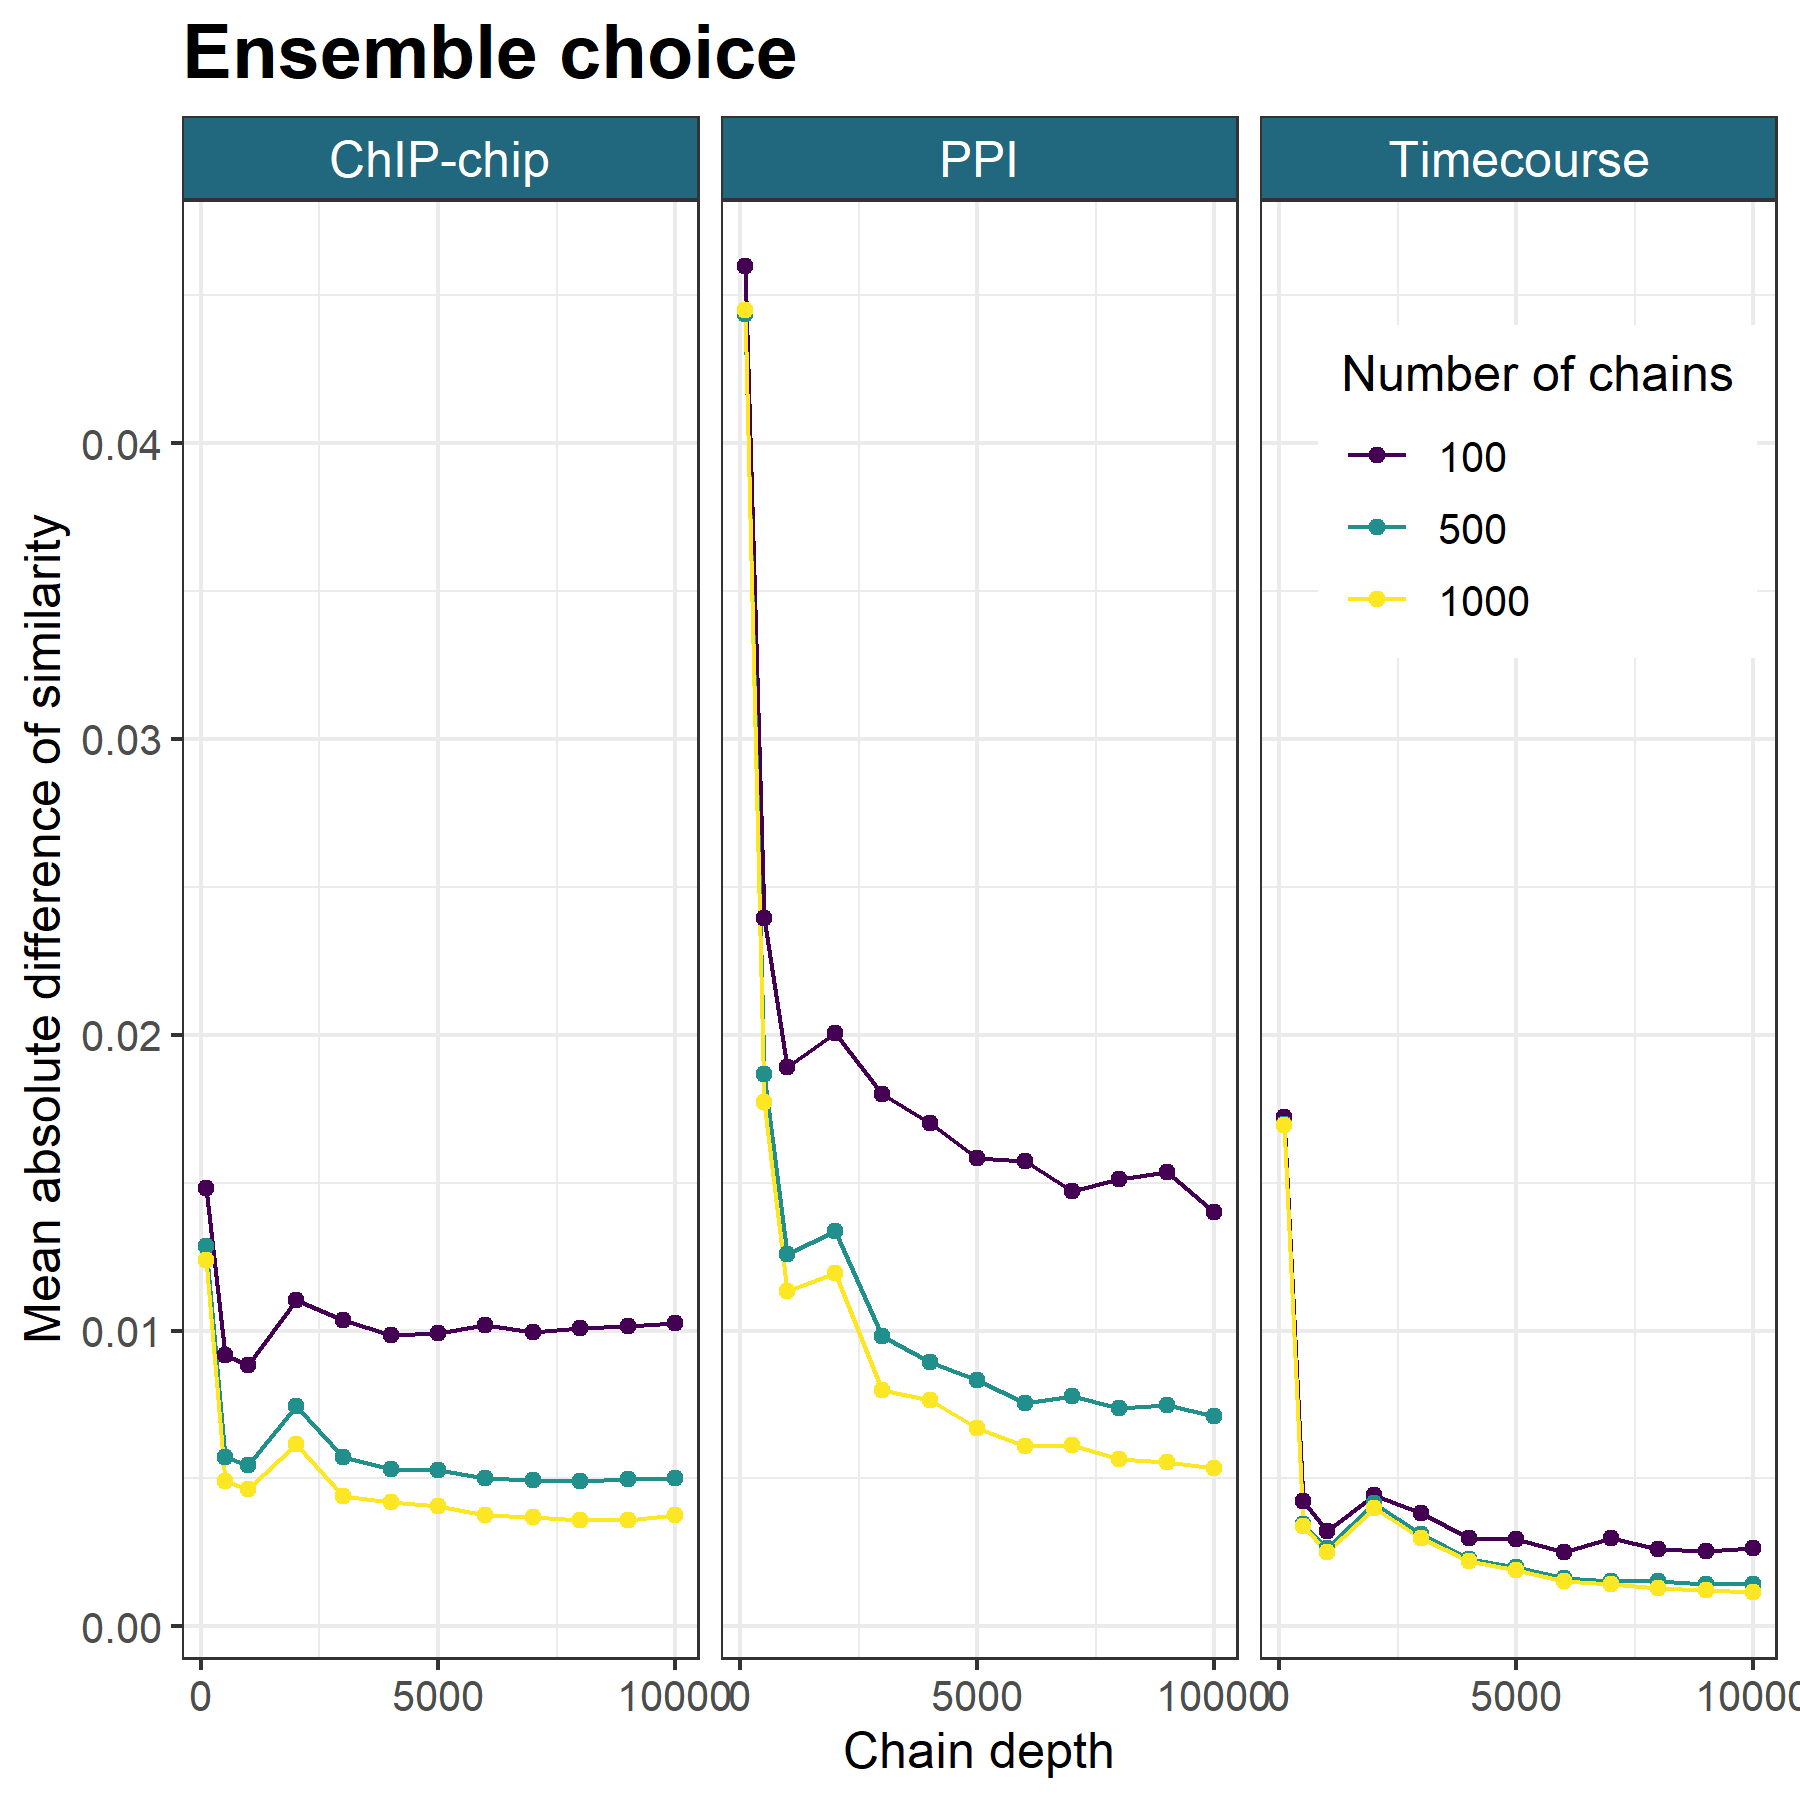 Ensemble choice
ChIP-chip
PPI
Timecourse
Mean absolute difference of similarity
0.04
0.03
0.02
0.01
0.00
Number of chains
100
500
1000
0
5000
10000
0
5000
10000
0
5000
10000
Chain depth